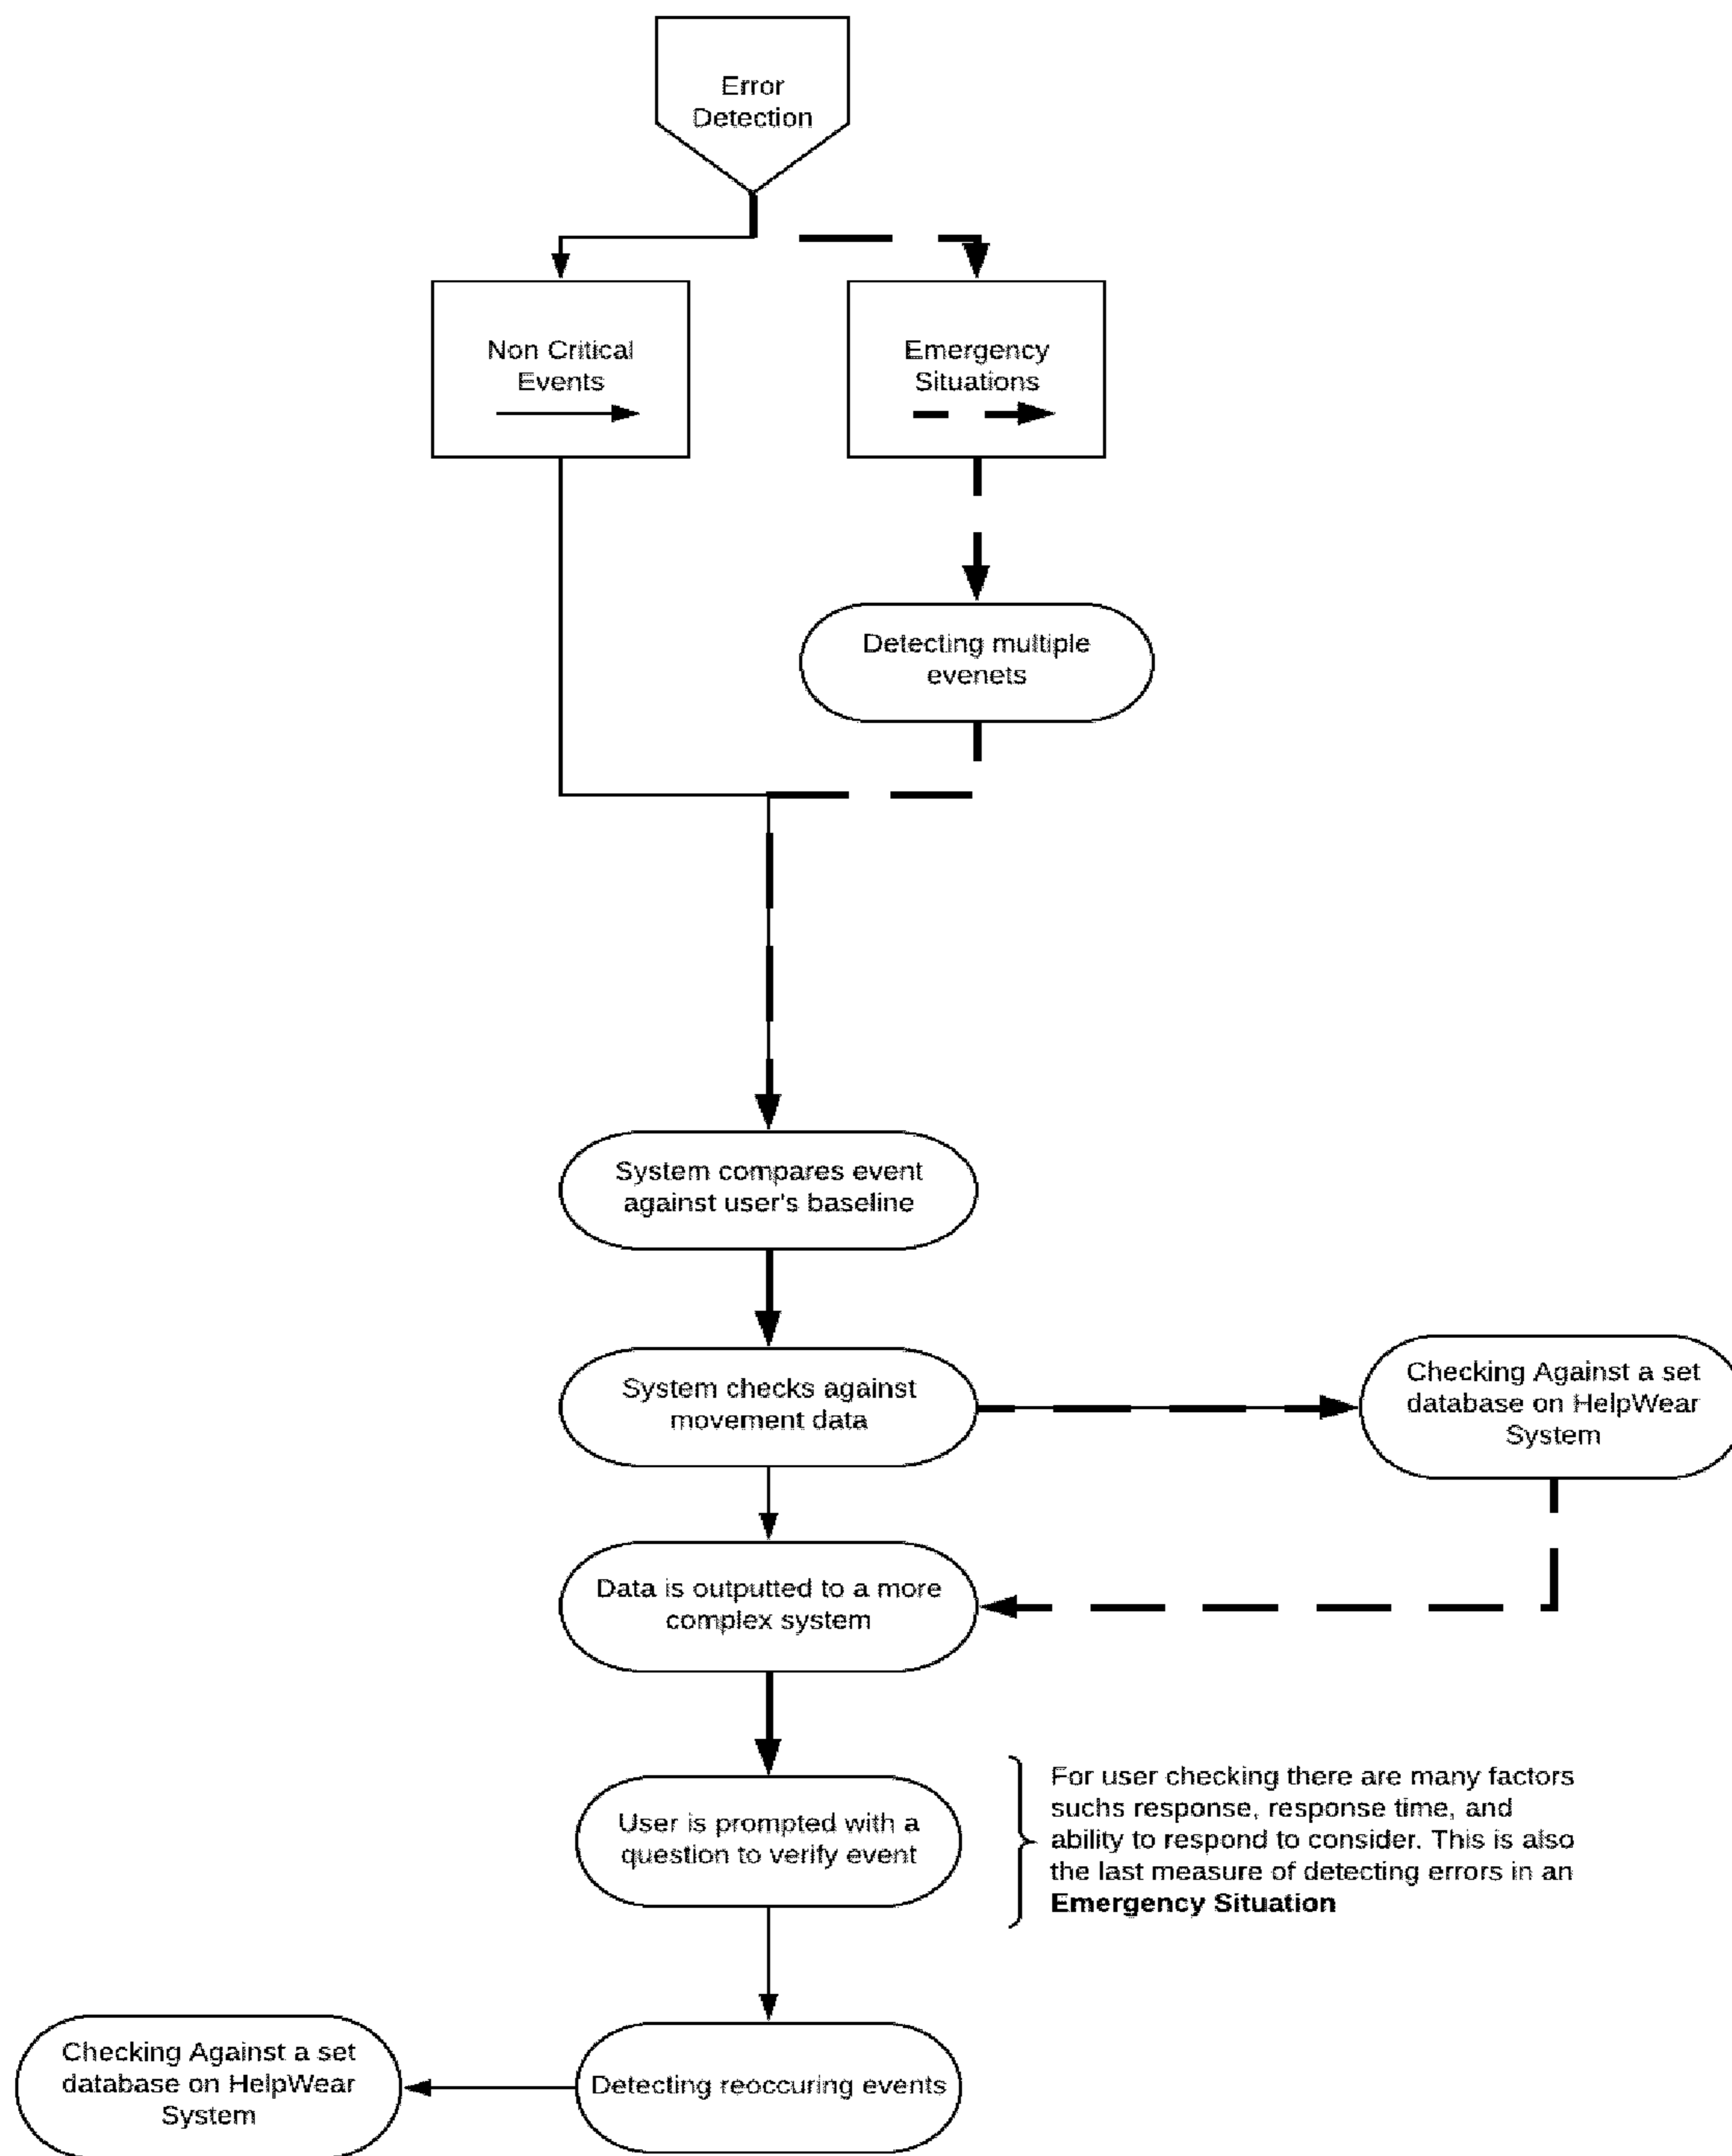 Error
Detection
Non Critical
Events
Emergency
Situations
Detecting multiple
evenets
System compares event
against user's baseline
System checks against
movement data
Checking Against a set
database on HelpWear
System
Data is outputted to a more
complex system
User is prompted with a
question to verify event
For user checking there are many factors
suchs response, response time, and
ability to respond to consider. This is also
the last measure of detecting errors in an
Emergency Situation
Checking Against a set
database on HelpWear
System
Detecting reoccuring events